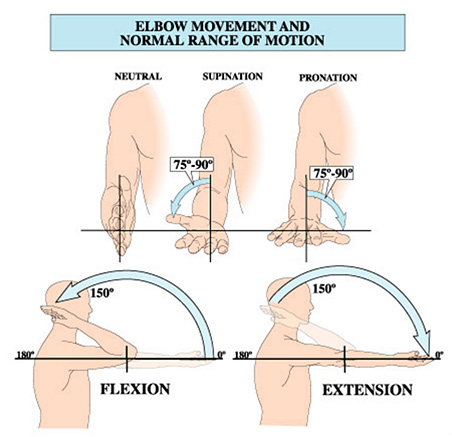 ELBOW MOVEMENT AND
NORMAL RANGE OF MOTION
NEUTRAL
SUPINATION
PRONATION
75º-90º
75º-90º
150º
150º
180º
0º
180º
0º
FLEXION
EXTENSION